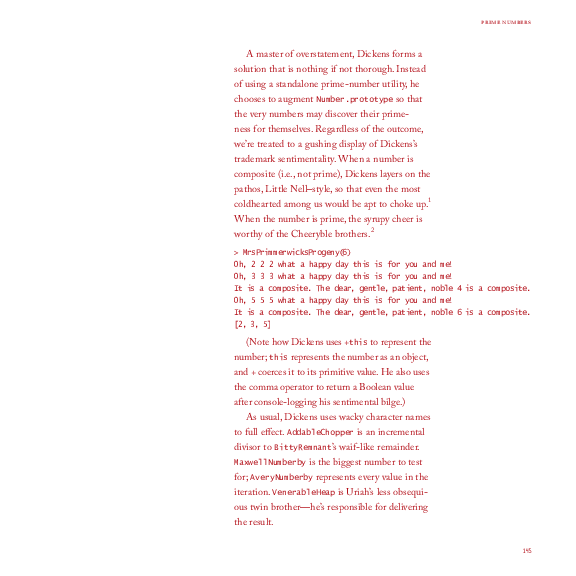 PRIME NUMBERS
A master of overstatement, Dickens forms a
solution that is nothing if not thorough. Instead
of using a standalone prime-number utility, he
chooses to augment Number.prototype so that
the very numbers may discover their prime-
ness for themselves. Regardless of the outcome,
we're treated to a gushing display of Dickens's
trademark sentimentality. When a number is
composite (i.e., not prime), Dickens layers on the
pathos, Little Nell–style, so that even the most
coldhearted among us would be apt to choke up.1
When the number is prime, the syrupy cheer is
worthy of the Cheeryble brothers.2
> MrsPrimmerwicksProgeny(6)
Oh, 2 2 2 what a happy day this is for you and me!
Oh, 3 3 3 what a happy day this is for you and me!
It is a composite. The dear, gentle, patient, noble 4 is a composite.
Oh, 5 5 5 what a happy day this is for you and me!
It is a composite. The dear, gentle, patient, noble 6 is a composite.
[2, 3, 5]
(Note how Dickens uses +this to represent the
number; this represents the number as an object,
and + coerces it to its primitive value. He also uses
the comma operator to return a Boolean value
after console-logging his sentimental bilge.)
As usual, Dickens uses wacky character names
to full effect. AddableChopper is an incremental
divisor to BittyRemnant's waif-like remainder.
MaxwellNumberby is the biggest number to test
for; AveryNumberby represents every value in the
iteration. VenerableHeap is Uriah's less obsequi-
ous twin brother—he's responsible for delivering
the result.
145